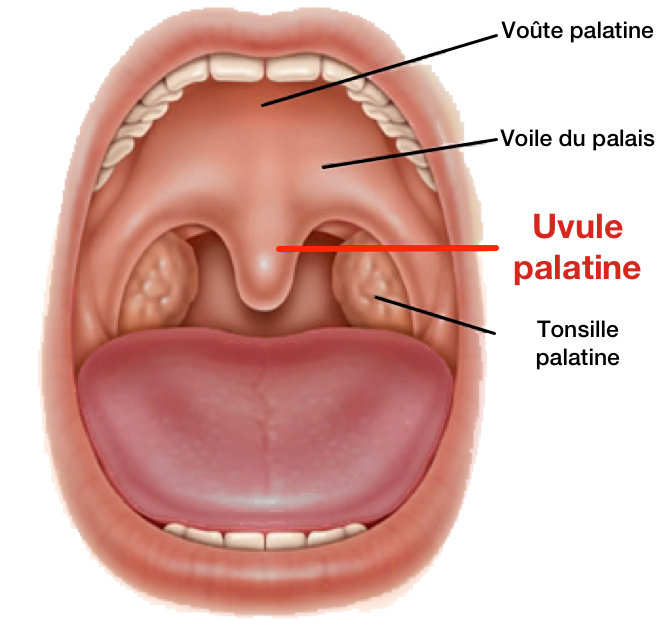 Voûte palatine
Voile du palais
Uvule
palatine
Tonsille
palatine